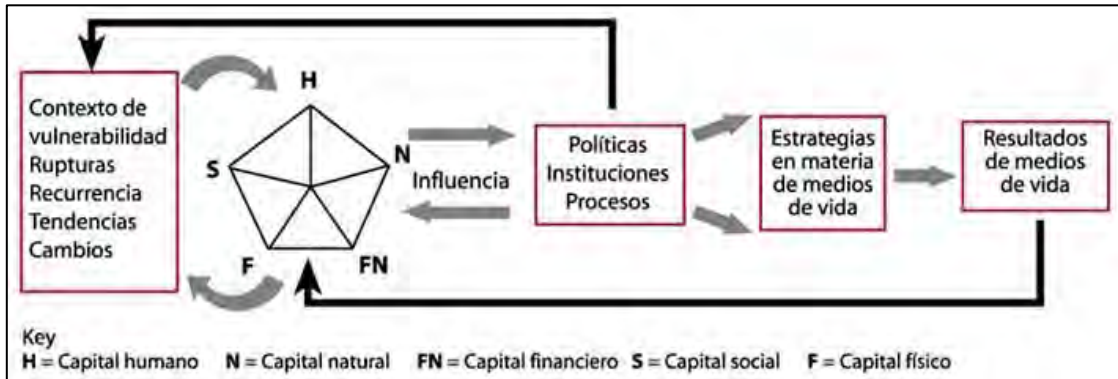 Contexto de
vulnerabilidad
Rupturas
Recurrencia
Tendencias
Cambios
H
S
N
F
FN
Influencia
Políticas
Instituciones
Procesos
Estrategias
en materia
de medios
de vida
Resultados
de medios
de vida
Key
H = Capital humano N = Capital natural FN = Capital financiero S = Capital social F = Capital físico